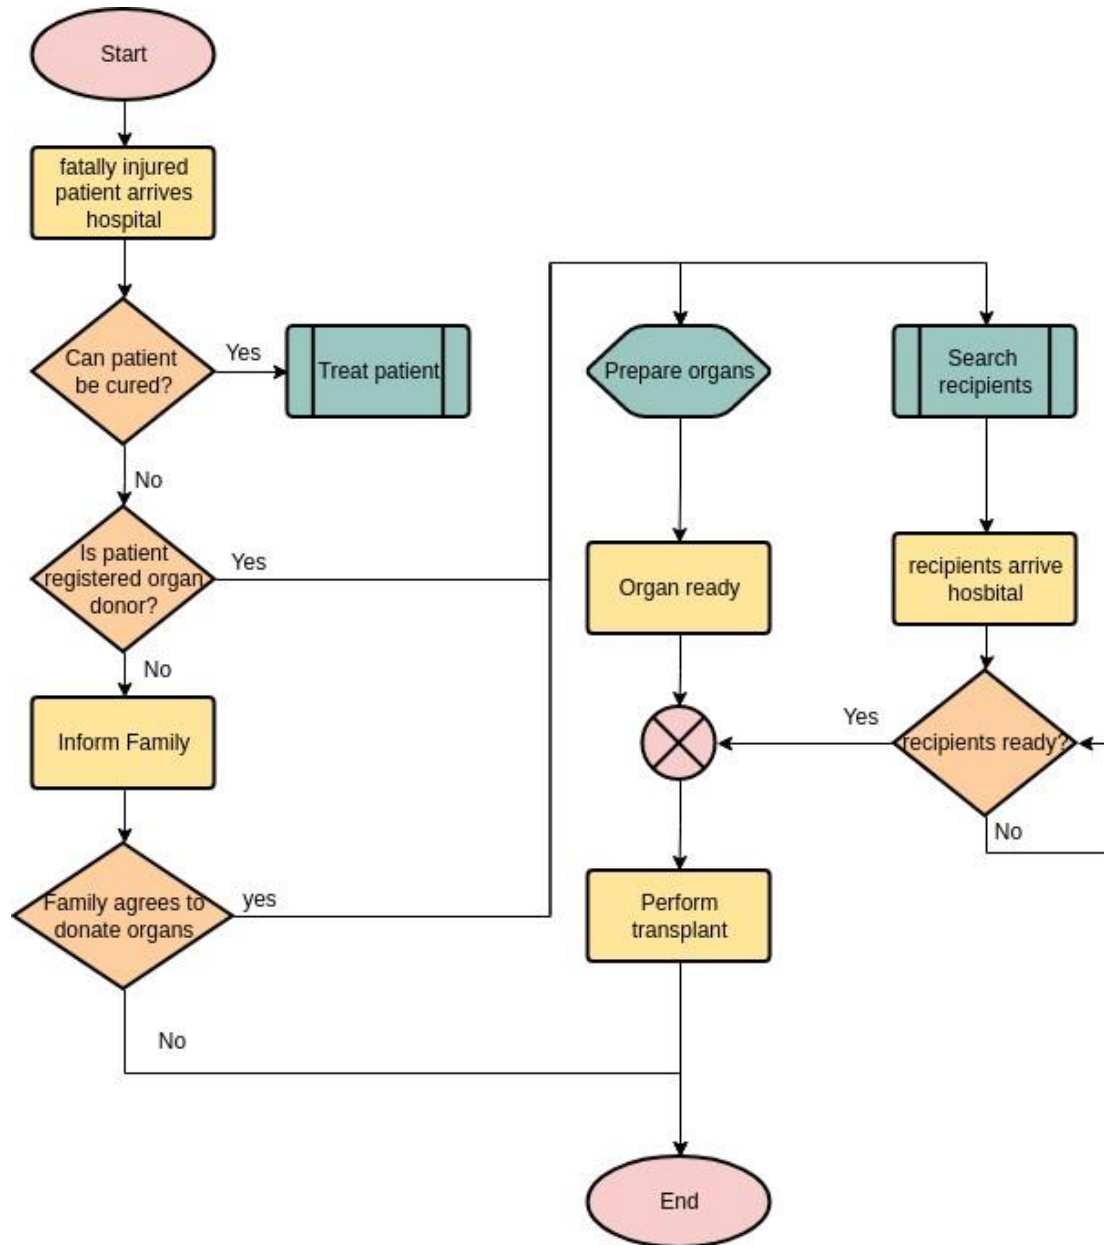 Start
fatally injured
patient arrives
hospital
Can patient
be cured?
Yes
Treat patient
No
Is patient
registered organ
donor?
Yes
No
Inform Family
Family agrees to
donate organs
yes
No
Prepare organs
Organ ready
Search
recipients
recipients arrive
hosbital
recipients ready?
Yes
No
Perform
transplant
End